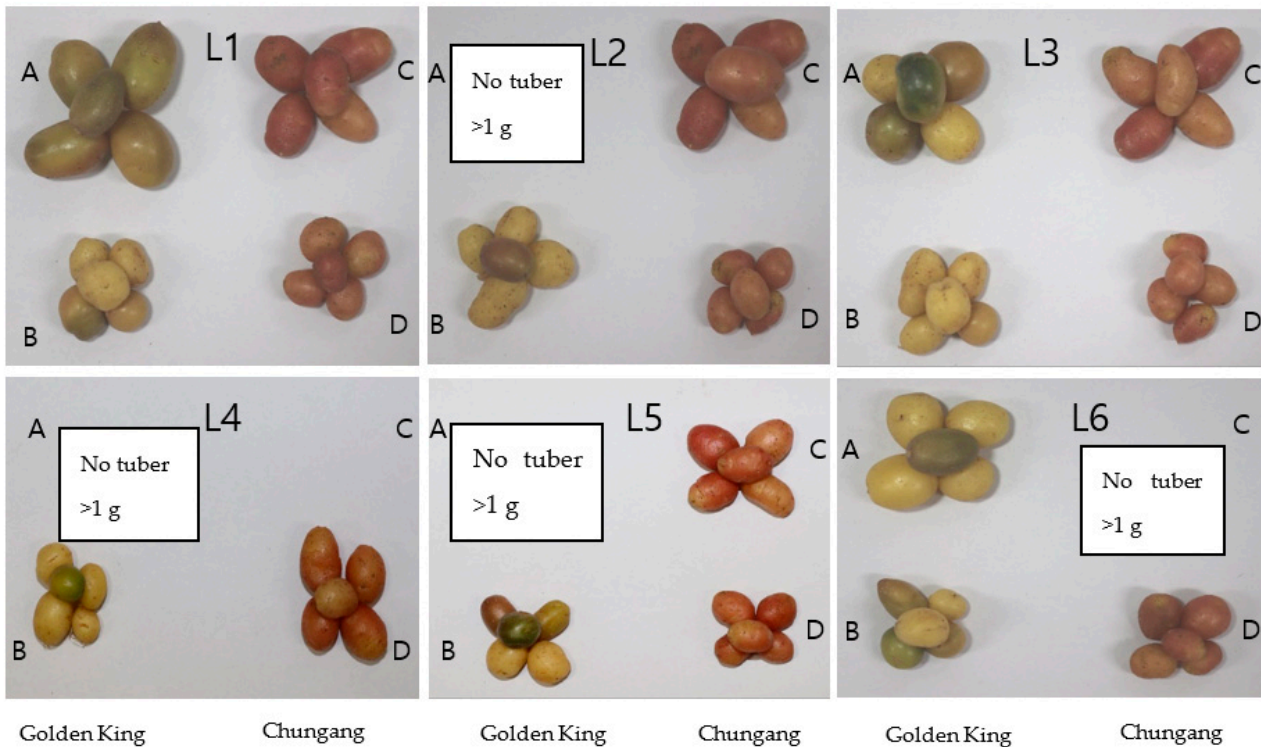 L1
A
C
B
D
L2
A
No tuber
>1 g
C
B
D
L3
A
C
B
D
L4
A
No tuber
>1 g
C
B
D
L5
A
No tuber
>1 g
C
B
D
L6
A
C
No tuber
>1 g
B
D
Golden King Chungang Golden King Chungang Golden King Chungang